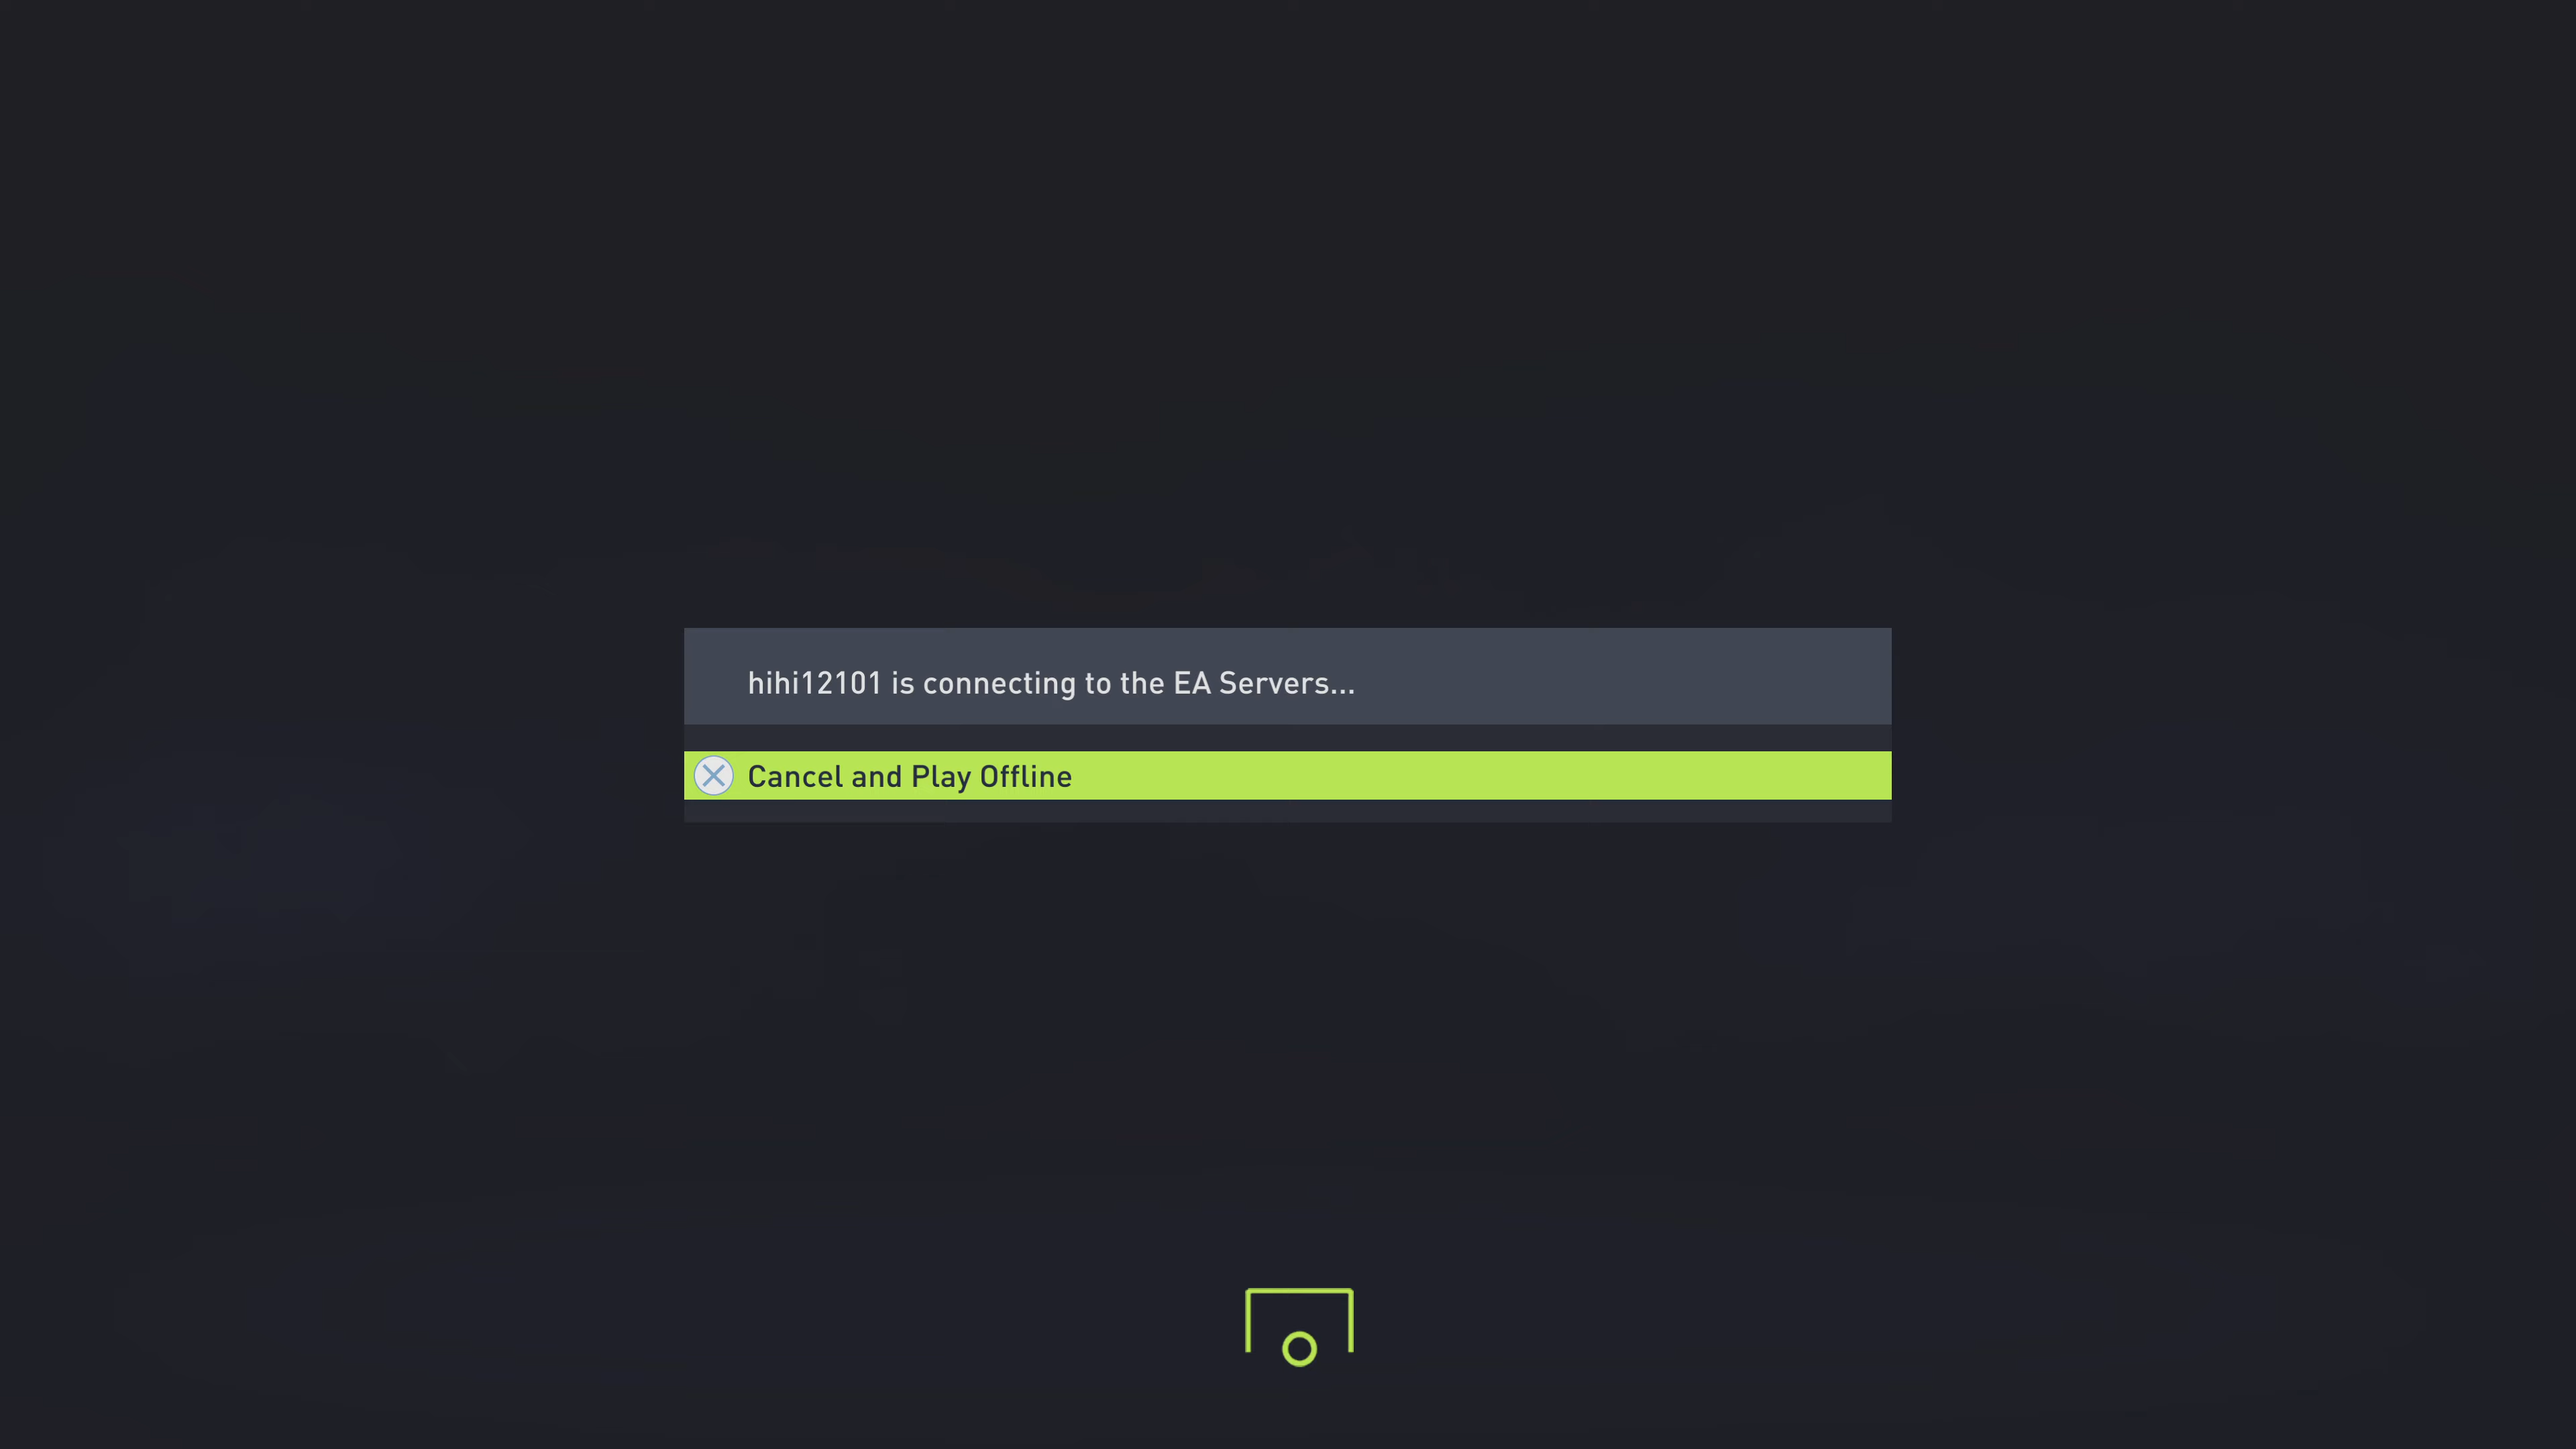 hihi12101 is connecting to the EA Servers...
Cancel and Play Offline